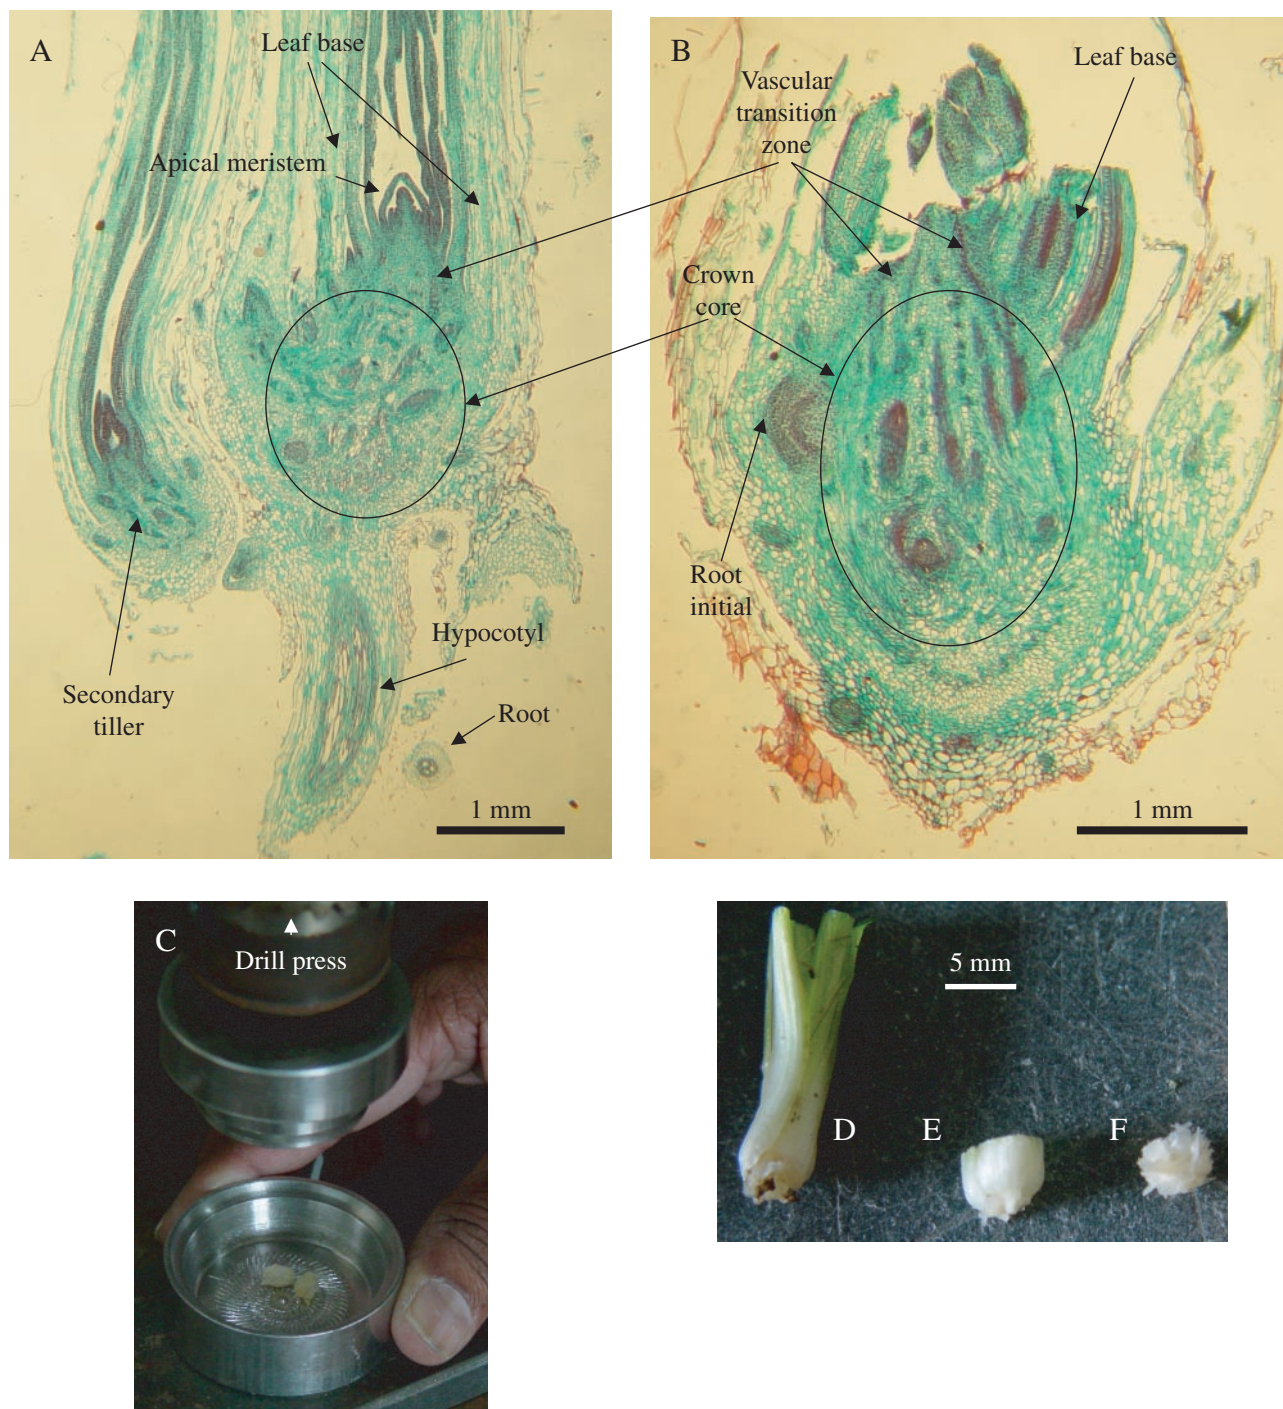 A
Leaf base
Apical meristem
Secondary
tiller
Hypocotyl
Root
1 mm
B
Vascular
transition
zone
Leaf base
Crown
core
Root
initial
1 mm
C
Drill press
5 mm
D
E
F